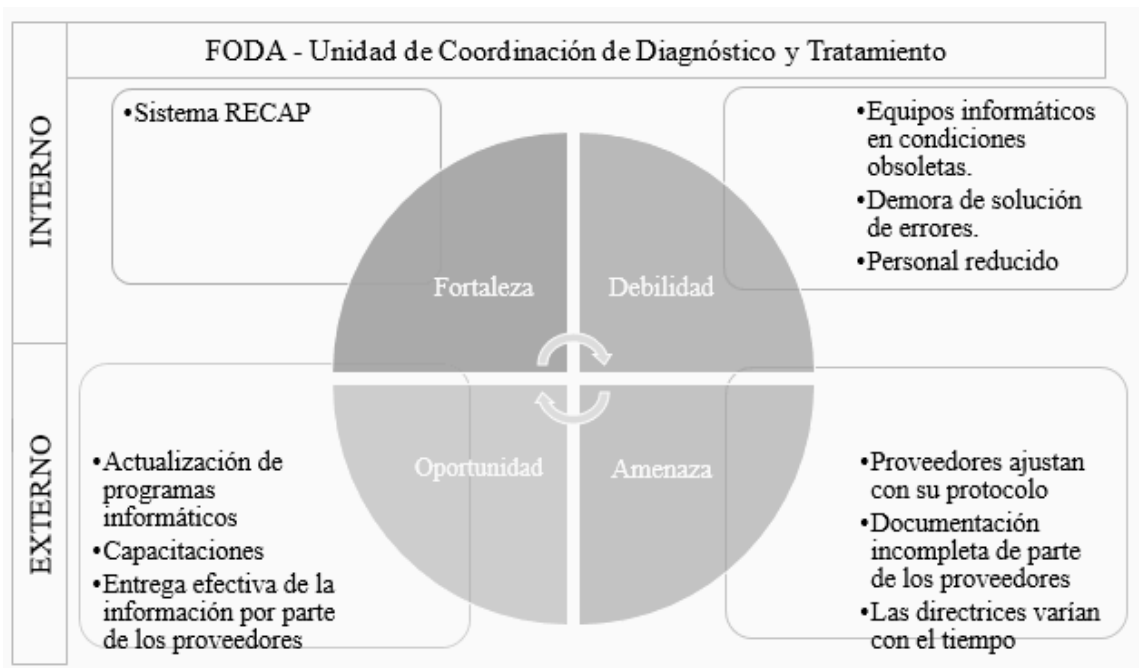 FODA - Unidad de Coordinación de Diagnóstico y Tratamiento
INTERNO
•Sistema RECAP
•Equipos informáticos
en condiciones
obsoletas.
•Demora de solución
de errores.
•Personal reducido
Fortaleza
Debilidad
EXTERNO
Oportunidad
Amenaza
•Actualización de
programas
informáticos
•Capacitaciones
•Entrega efectiva de la
información por parte
de los proveedores
•Proveedores ajustan
con su protocolo
•Documentación
incompleta de parte
de los proveedores
•Las directrices varían
con el tiempo